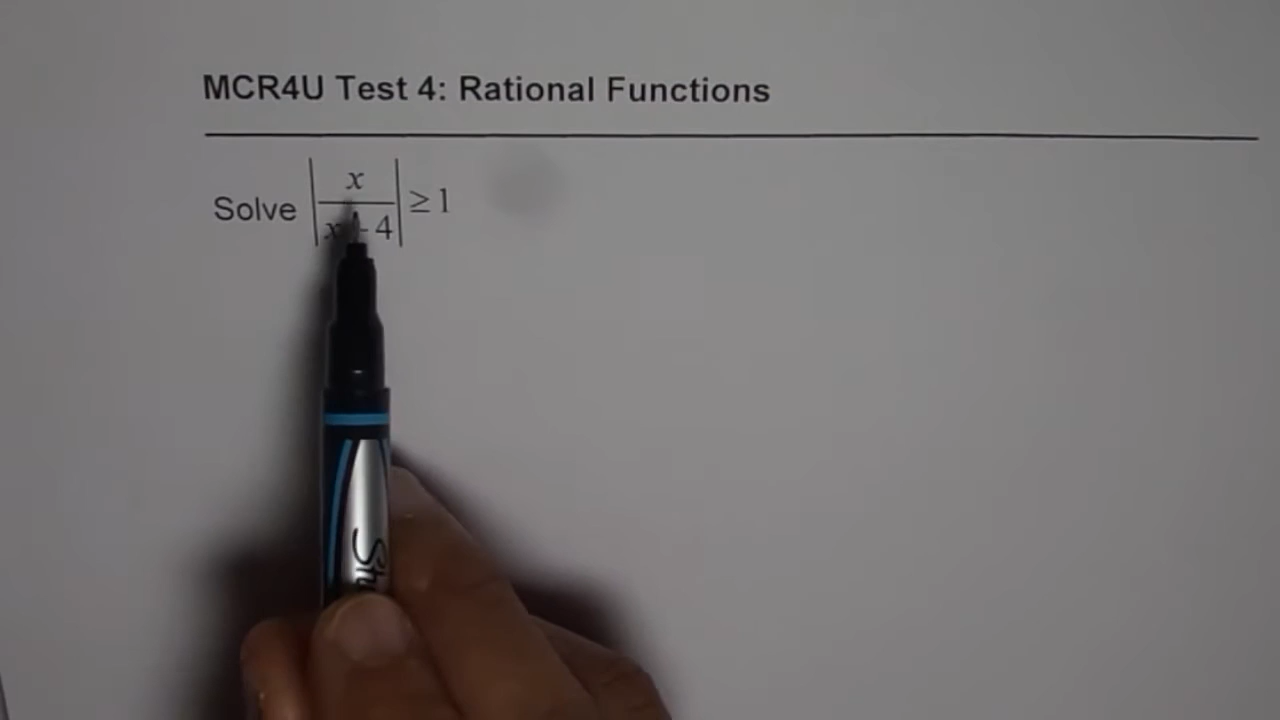 MCR4U Test 4: Rational Functions
Solve | x / x - 4 | ≥ 1